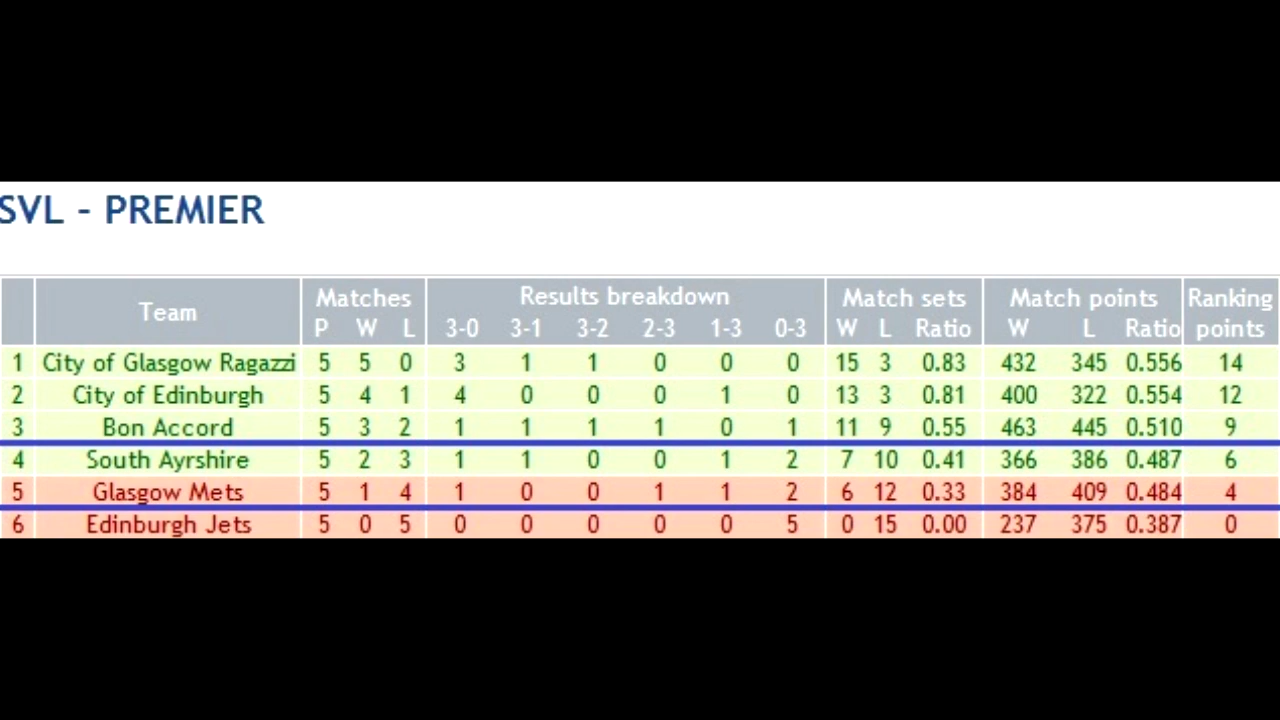 SVL - PREMIER
Team Matches Results breakdown Match sets Match points Ranking points
P W L 3-0 3-1 3-2 2-3 1-3 0-3 W L Ratio W L Ratio
1 City of Glasgow Ragazzi 5 5 0 3 1 1 0 0 0 15 3 0.83 432 345 0.556 14
2 City of Edinburgh 5 4 1 4 0 0 0 1 0 13 3 0.81 400 322 0.554 12
3 Bon Accord 5 3 2 1 1 1 1 0 1 11 9 0.55 463 445 0.510 9
4 South Ayrshire 5 2 3 1 1 0 0 1 2 7 10 0.41 366 386 0.487 6
5 Glasgow Mets 5 1 4 1 0 0 1 1 2 6 12 0.33 384 409 0.484 4
6 Edinburgh Jets 5 0 5 0 0 0 0 0 5 0 15 0.00 237 375 0.387 0